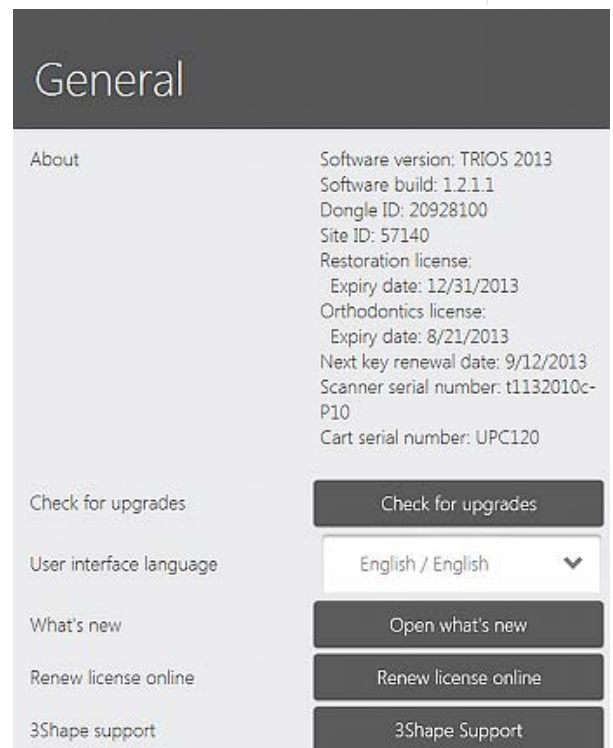 General
About
Software version: TRIOS 2013
Software build: 1.2.1.1
Dongle ID: 20928100
Site ID: 57140
Restoration license:
Expiry date: 12/31/2013
Orthodontics license:
Expiry date: 8/21/2013
Next key renewal date: 9/12/2013
Scanner serial number: t1132010c-
P10
Cart serial number: UPC120
Check for upgrades Check for upgrades
User interface language English / English
What's new Open what's new
Renew license online Renew license online
3Shape support 3Shape Support